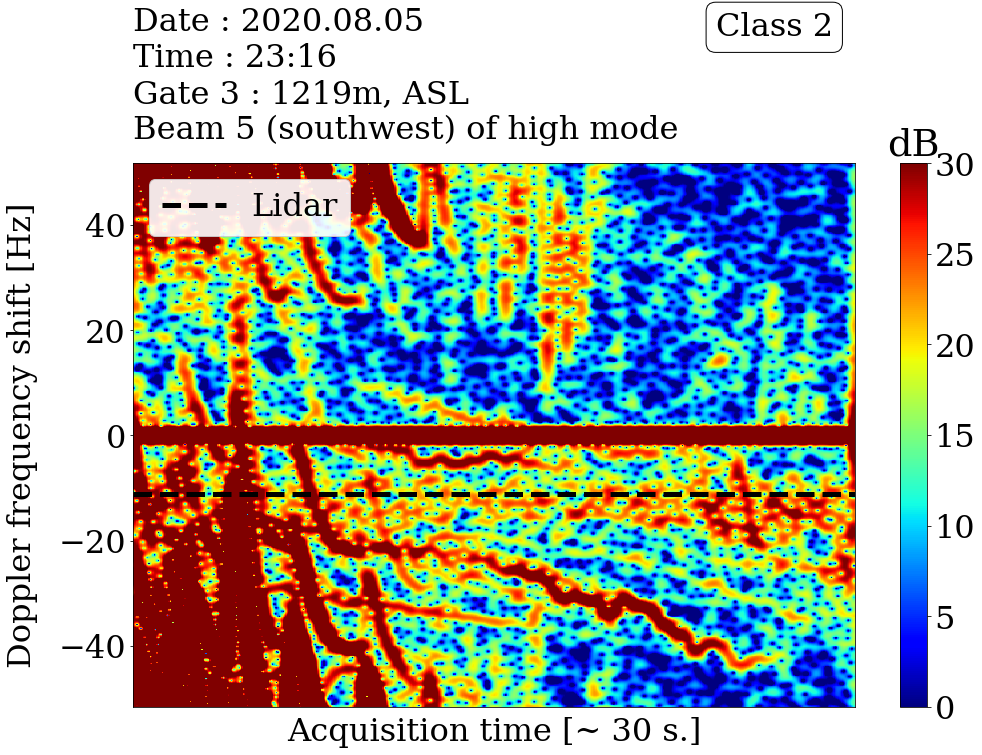 Date : 2020.08.05
Time : 23:16
Gate 3 : 1219m, ASL
Beam 5 (southwest) of high mode
Class 2
dB
Lidar
Doppler frequency shift [Hz]
40
20
0
−20
−40
Acquisition time [~ 30 s.]
30
25
20
15
10
5
0